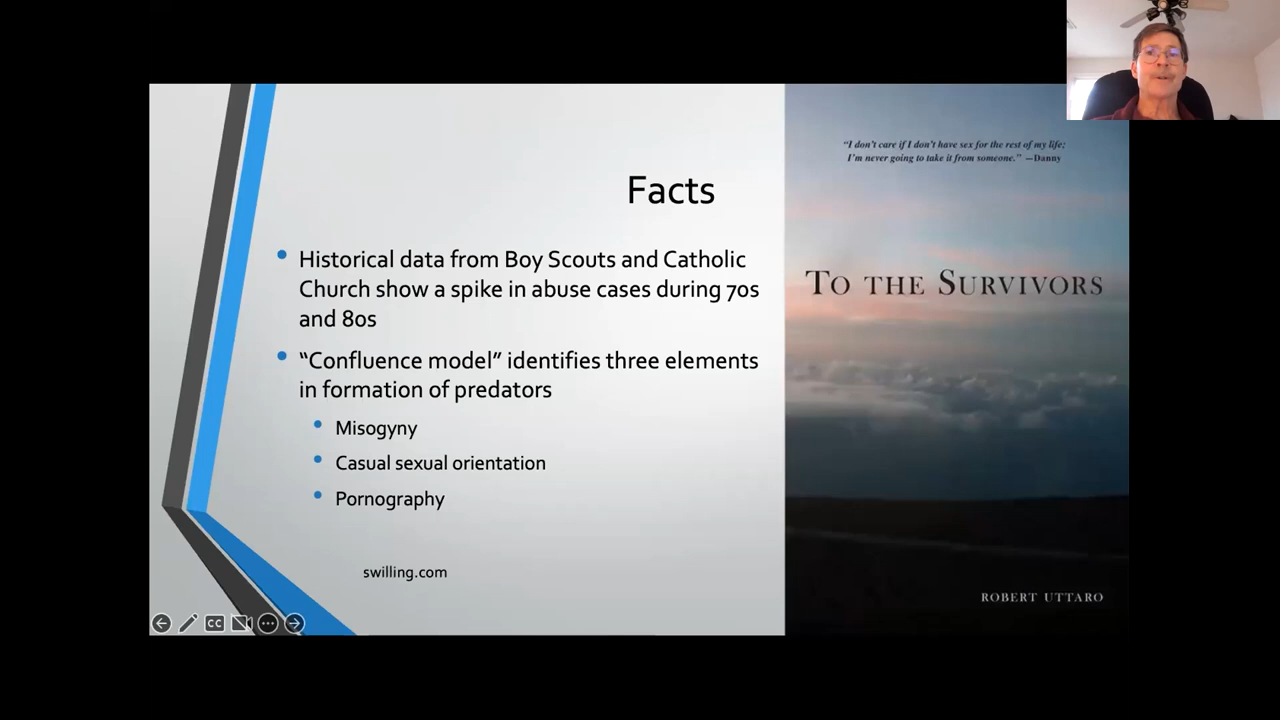 Facts
• Historical data from Boy Scouts and Catholic
Church show a spike in abuse cases during 70s
and 80s
• “Confluence model” identifies three elements
in formation of predators
• Misogyny
• Casual sexual orientation
• Pornography
swilling.com
CC
“I don't care if I don't have sex for the rest of my life;
I'm never going to take it from someone.” —Danny
TO THE SURVIVORS
ROBERT UTTARO